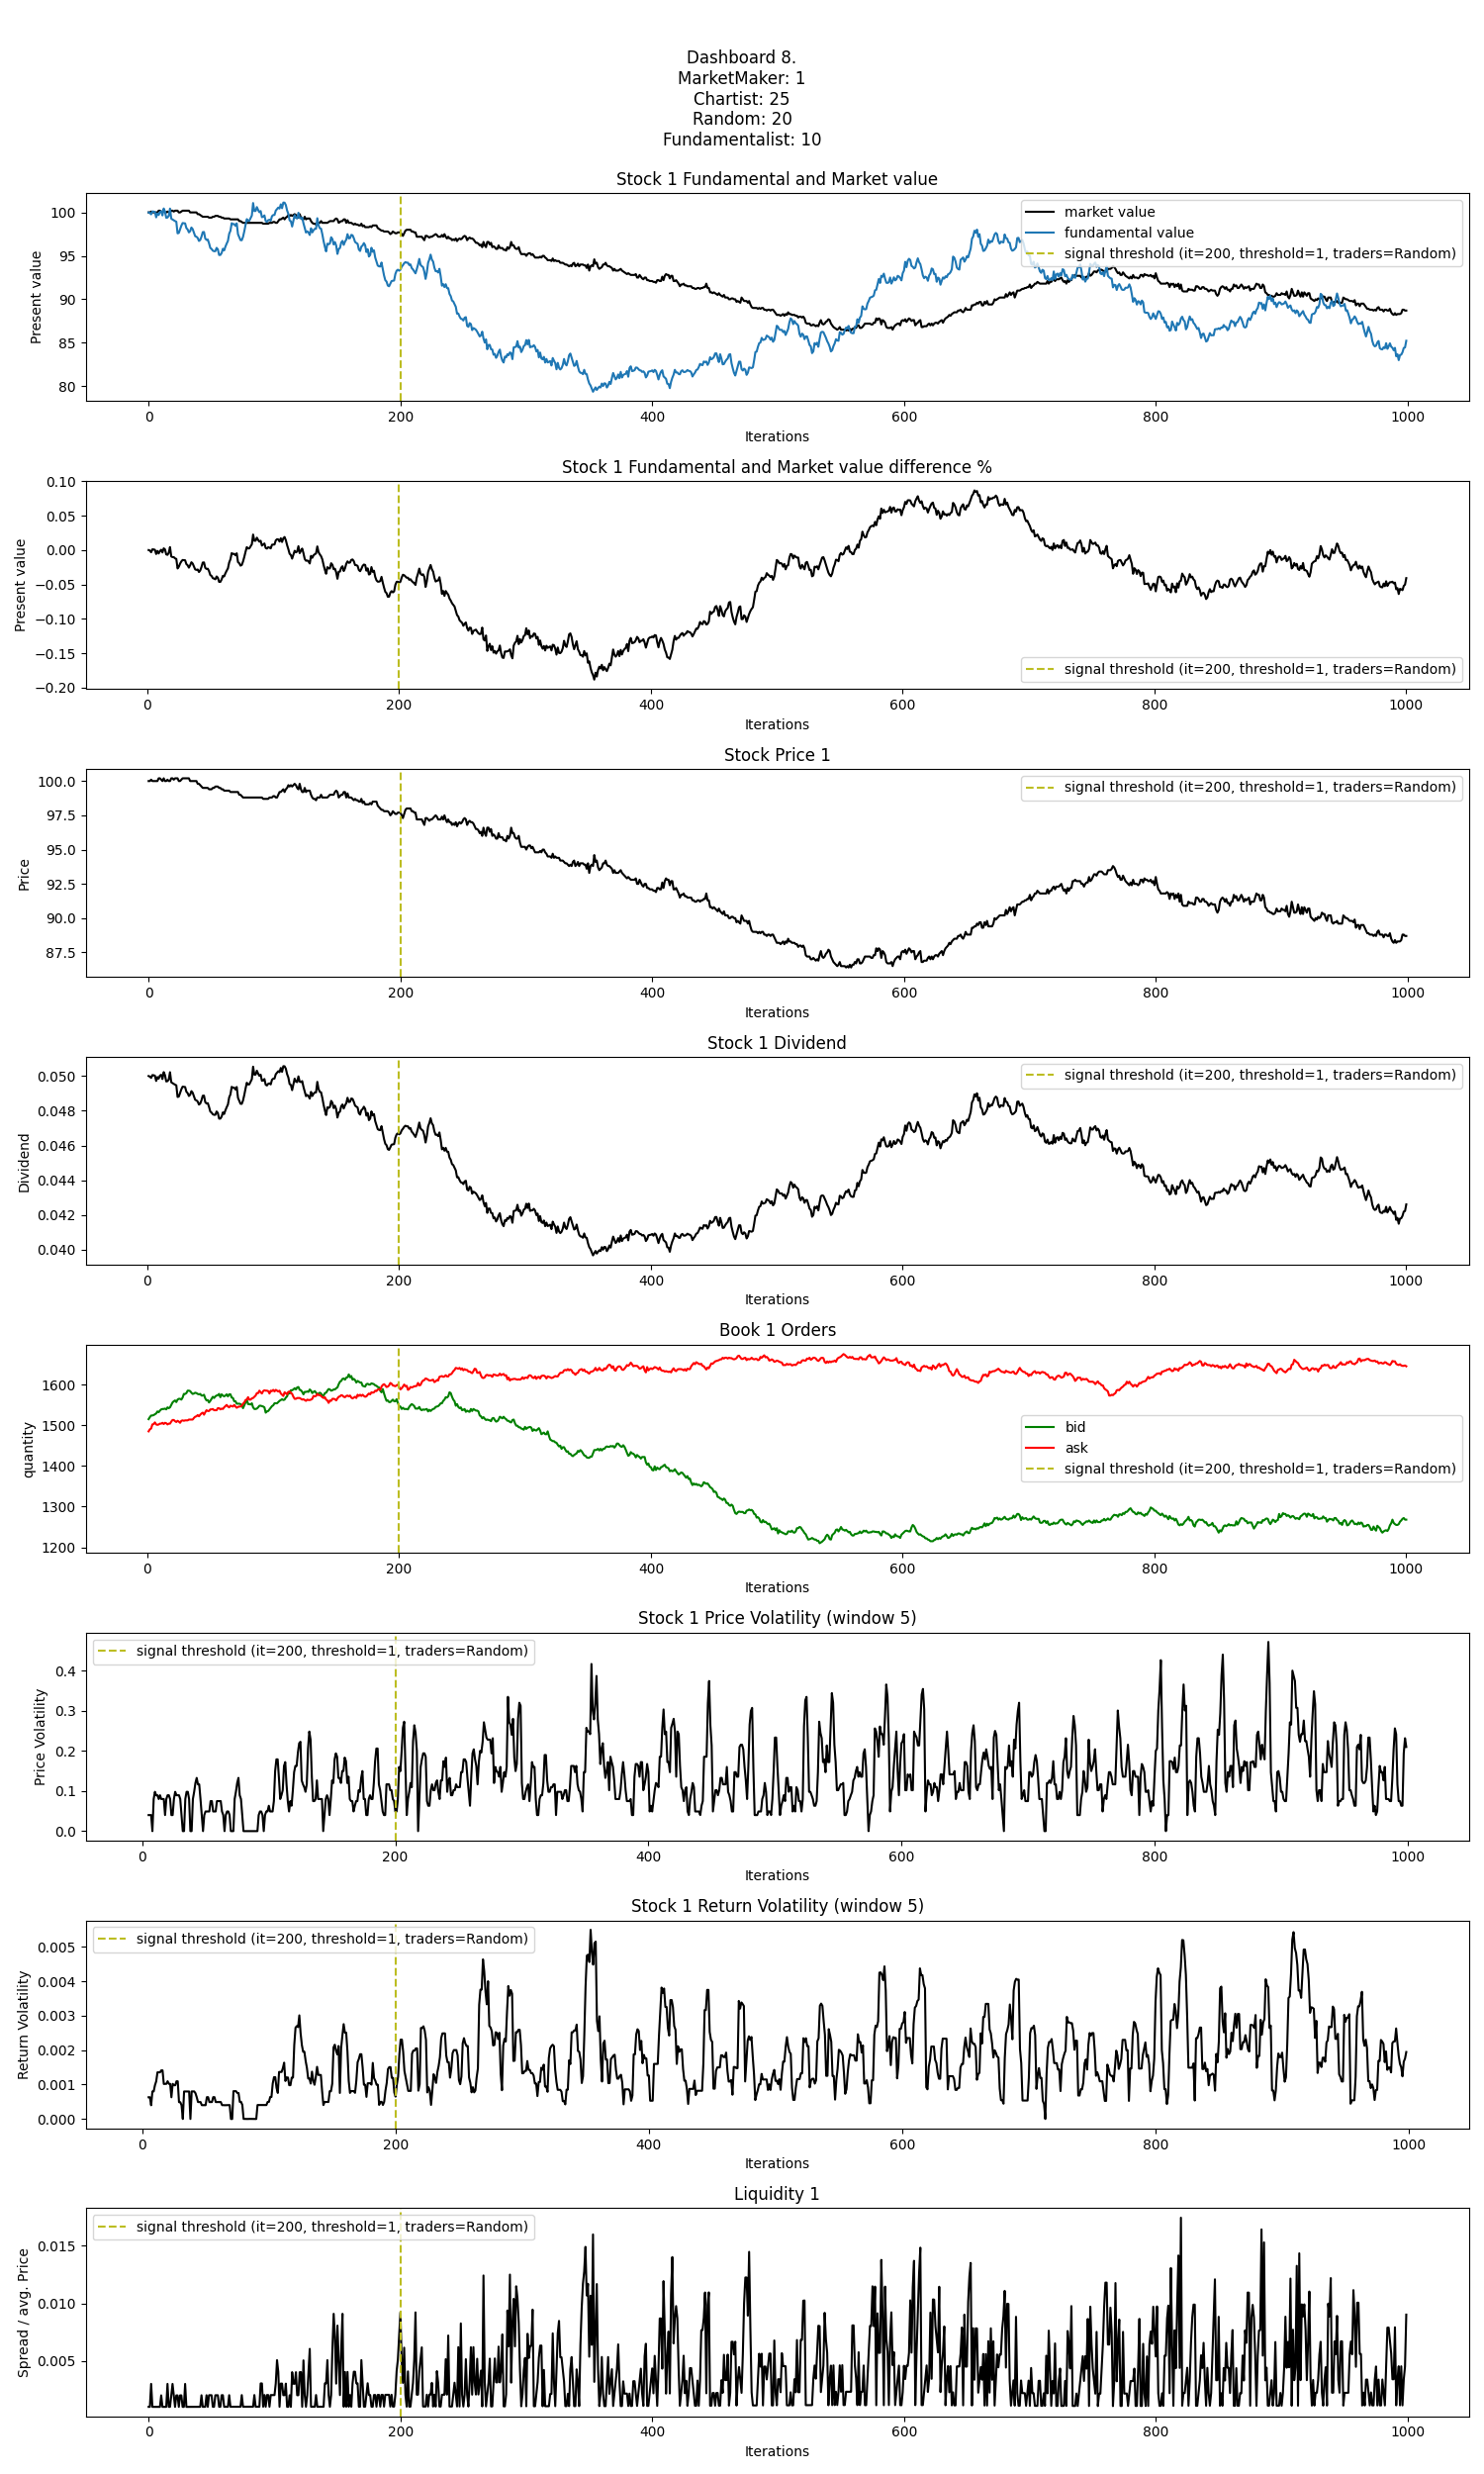 Dashboard 8.
MarketMaker: 1
Chartist: 25
Random: 20
Fundamentalist: 10
Stock 1 Fundamental and Market value
Present value
100
95
90
85
80
market value
fundamental value
signal threshold (it=200, threshold=1, traders=Random)
0 200 400 600 800 1000
Iterations
Stock 1 Fundamental and Market value difference %
Present value
0.10
0.05
0.00
−0.05
−0.10
−0.15
−0.20
signal threshold (it=200, threshold=1, traders=Random)
0 200 400 600 800 1000
Iterations
Stock Price 1
Price
100.0
97.5
95.0
92.5
90.0
87.5
signal threshold (it=200, threshold=1, traders=Random)
0 200 400 600 800 1000
Iterations
Stock 1 Dividend
Dividend
0.050
0.048
0.046
0.044
0.042
0.040
signal threshold (it=200, threshold=1, traders=Random)
0 200 400 600 800 1000
Iterations
Book 1 Orders
quantity
1600
1500
1400
1300
1200
bid
ask
signal threshold (it=200, threshold=1, traders=Random)
0 200 400 600 800 1000
Iterations
Stock 1 Price Volatility (window 5)
Price Volatility
0.4
0.3
0.2
0.1
0.0
signal threshold (it=200, threshold=1, traders=Random)
0 200 400 600 800 1000
Iterations
Stock 1 Return Volatility (window 5)
Return Volatility
0.005
0.004
0.003
0.002
0.001
0.000
signal threshold (it=200, threshold=1, traders=Random)
0 200 400 600 800 1000
Iterations
Liquidity 1
Spread / avg. Price
0.015
0.010
0.005
signal threshold (it=200, threshold=1, traders=Random)
0 200 400 600 800 1000
Iterations